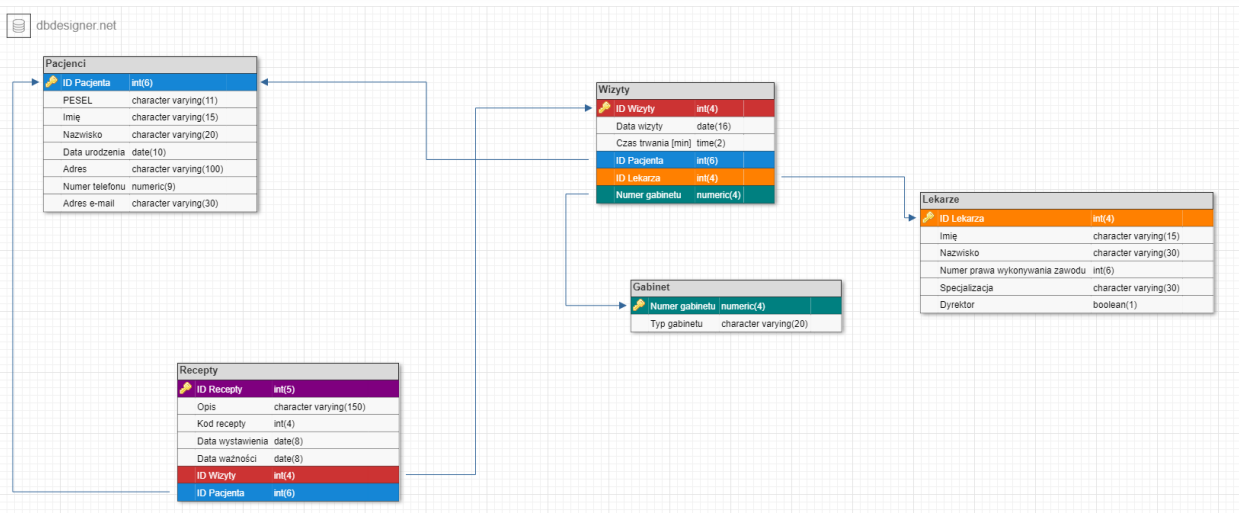 dbdesigner.net
Pacjenci
ID Pacjenta int(6)
PESEL character varying(11)
Imię character varying(15)
Nazwisko character varying(20)
Data urodzenia date(10)
Adres character varying(100)
Numer telefonu numeric(9)
Adres e-mail character varying(30)
Wizyty
ID Wizyty int(4)
Data wizyty date(16)
Czas trwania [min] time(2)
ID Pacjenta int(6)
ID Lekarza int(4)
Numer gabinetu numeric(4)
Lekarze
ID Lekarza int(4)
Imię character varying(15)
Nazwisko character varying(30)
Numer prawa wykonywania zawodu int(6)
Specjalizacja character varying(30)
Dyrektor boolean(1)
Gabinet
Numer gabinetu numeric(4)
Typ gabinetu character varying(20)
Recepty
ID Recepty int(5)
Opis character varying(150)
Kod recepty int(4)
Data wystawienia date(8)
Data ważności date(8)
ID Wizyty int(4)
ID Pacjenta int(6)